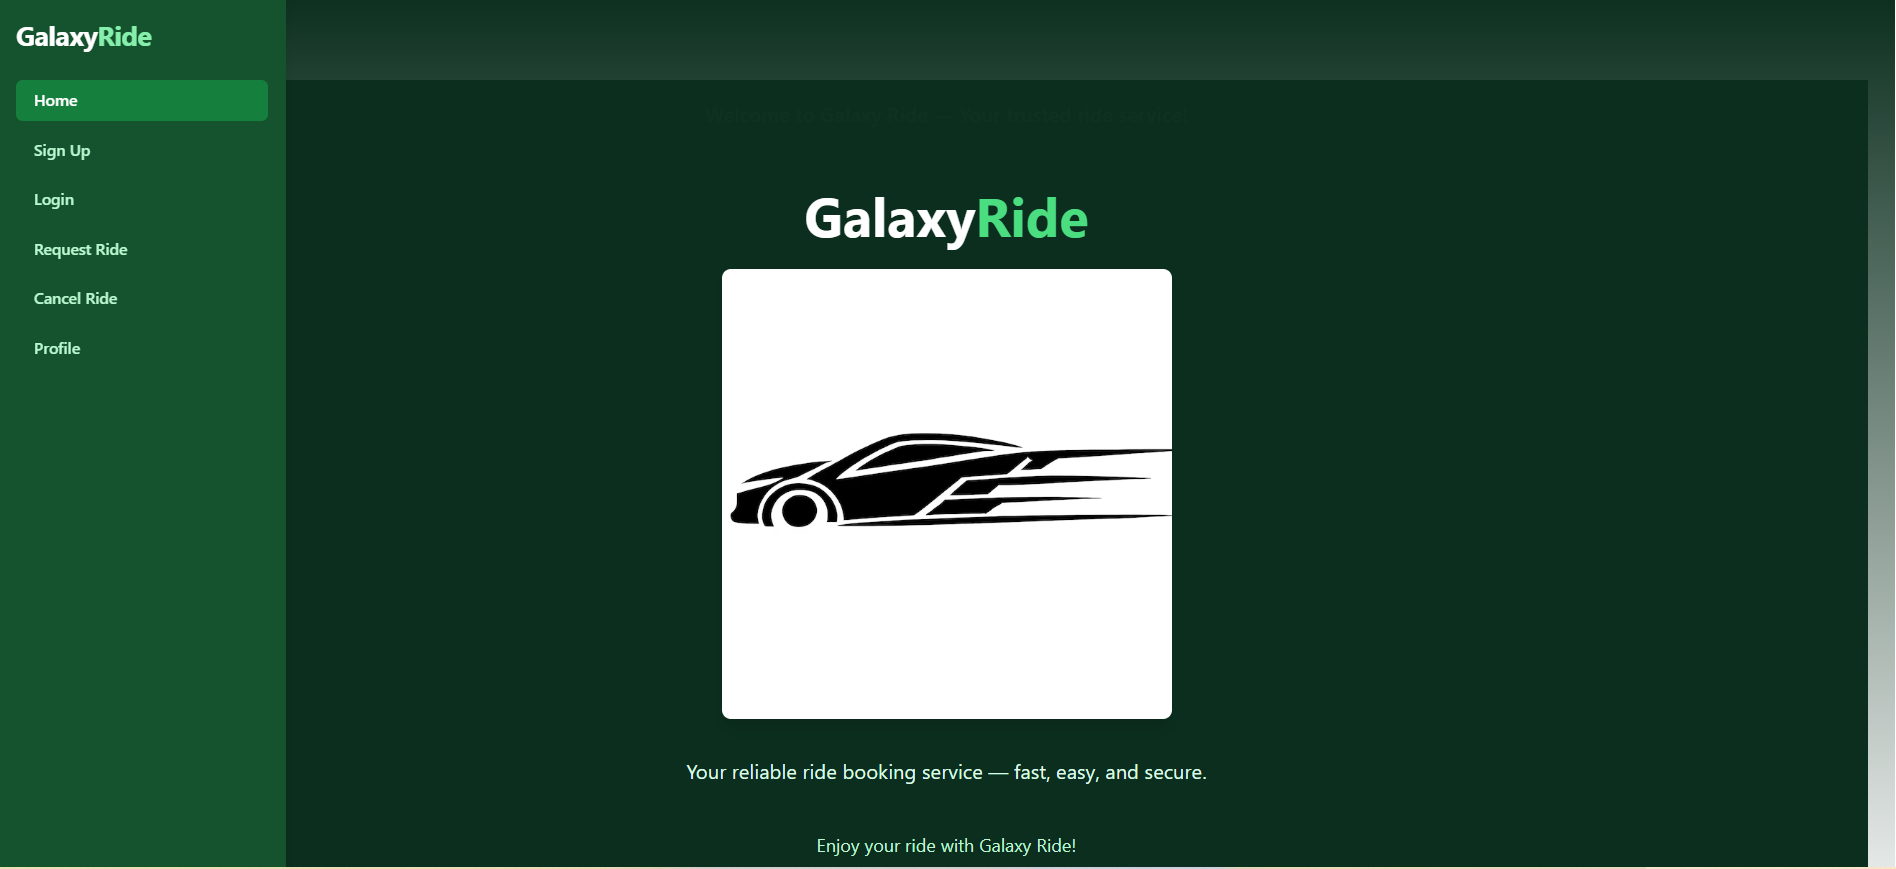 GalaxyRide
Home
Sign Up
Login
Request Ride
Cancel Ride
Profile
Welcome to Galaxy Ride — Your trusted ride service!
GalaxyRide
Your reliable ride booking service — fast, easy, and secure.
Enjoy your ride with Galaxy Ride!